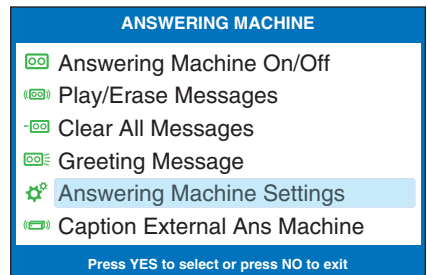 ANSWERING MACHINE
Answering Machine On/Off
Play/Erase Messages
Clear All Messages
Greeting Message
Answering Machine Settings
Caption External Ans Machine
Press YES to select or press NO to exit